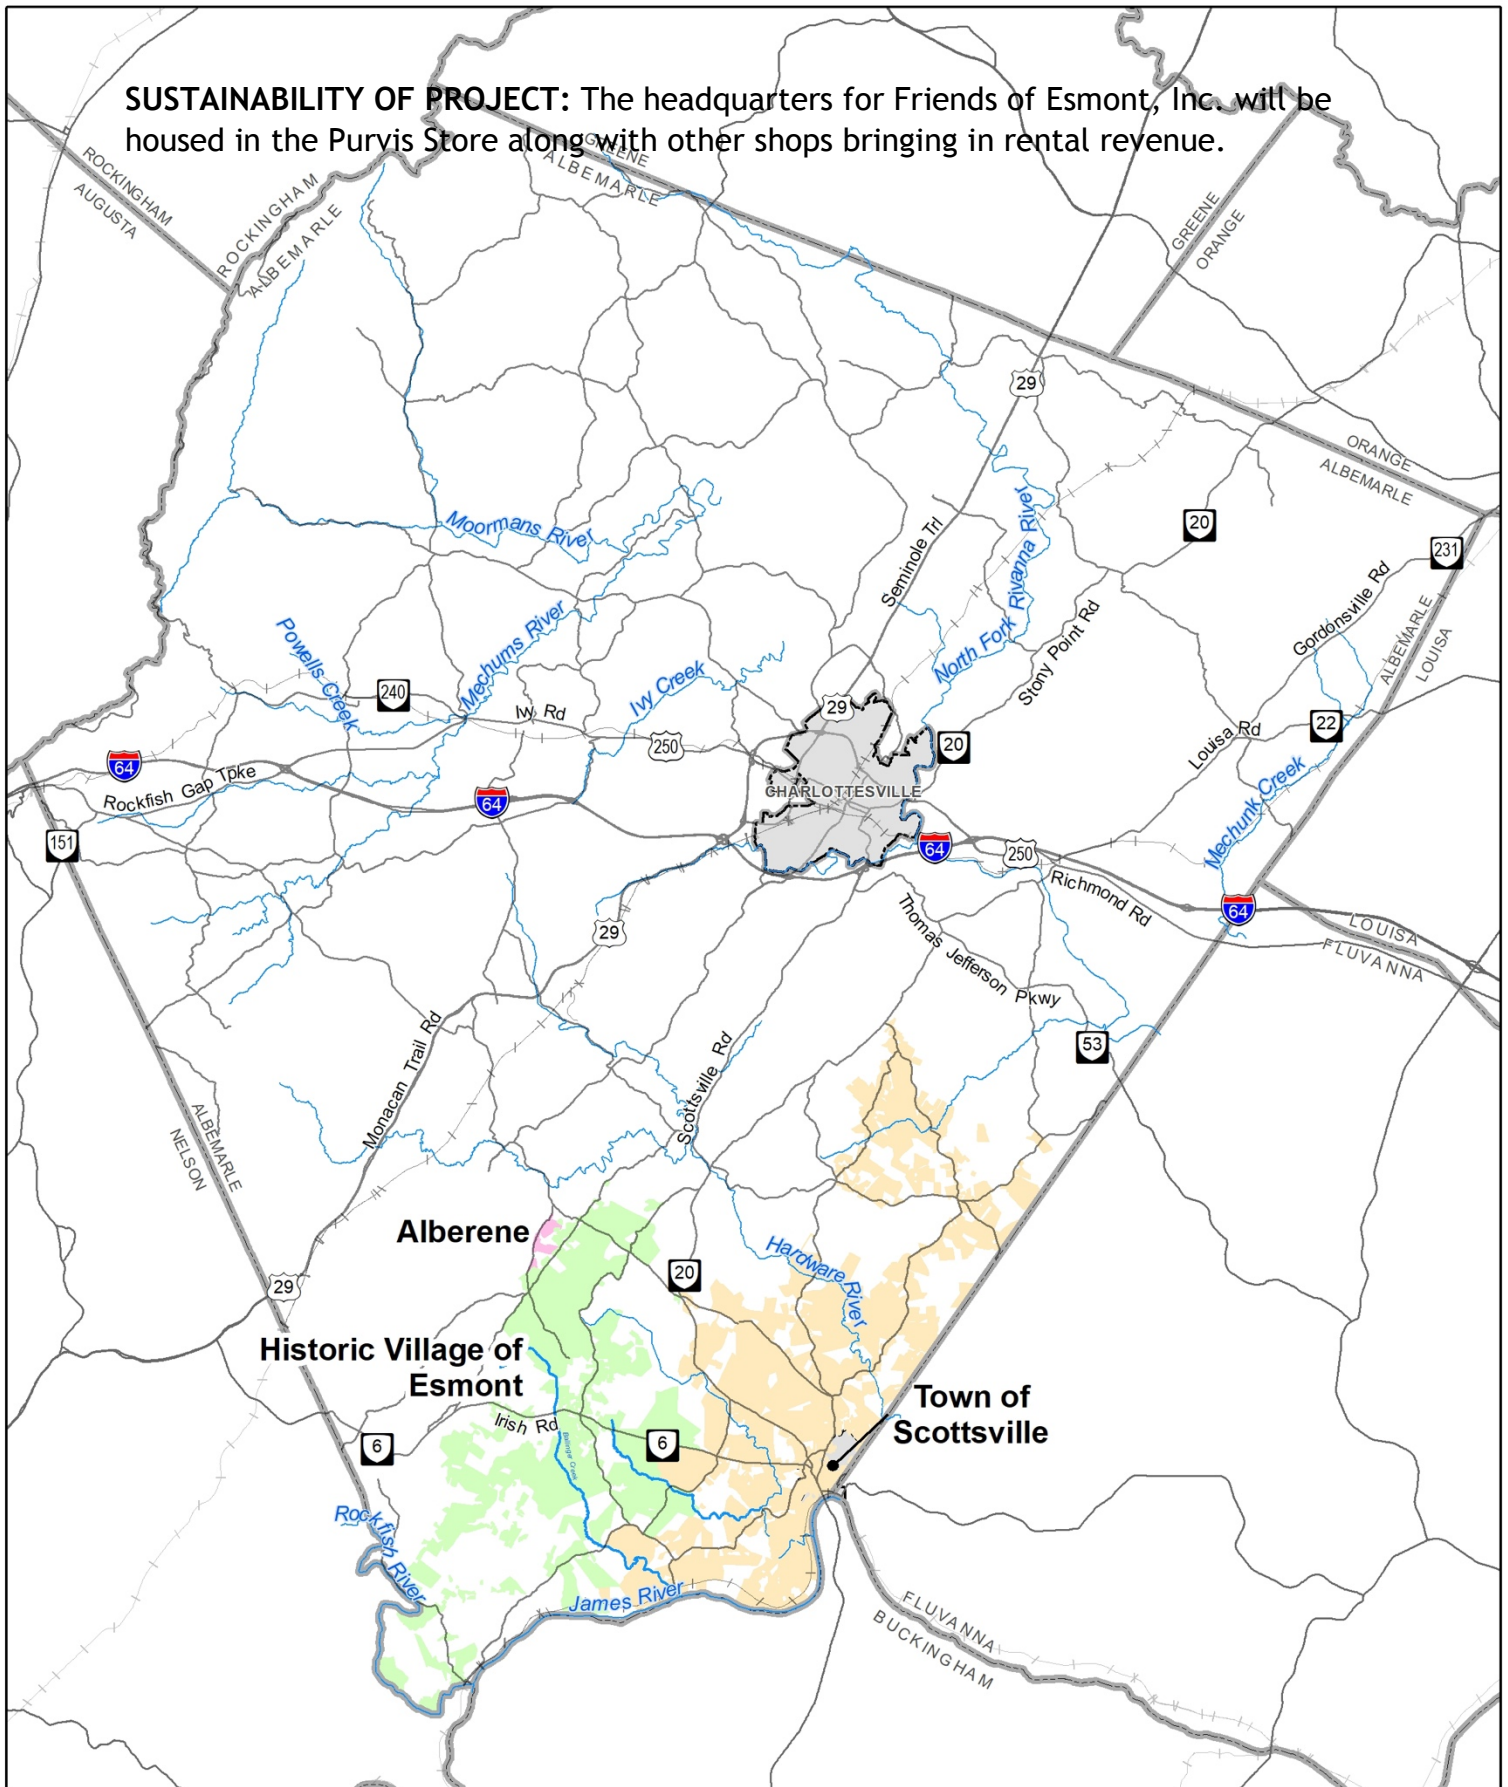 SUSTAINABILITY OF PROJECT: The headquarters for Friends of Esmont, Inc. will be
housed in the Purvis Store along with other shops bringing in rental revenue.
GREENE
ALBEMARLE
ROCKINGHAM
AUGUSTA
ROCKINGHAM
ALBEMARLE
GREENE
ORANGE
29
ORANGE
ALBEMARLE
Moormans River
Seminole Trl
North Fork Rivanna River
20
231
Gordonsville Rd
ALBEMARLE
LOUISA
Powells Creek
Mechums River
Ivy Creek
Stony Point Rd
240
Ivy Rd
250
29
20
Louisa Rd
22
64
Rockfish Gap Tpke
64
CHARLOTTESVILLE
Mechunk Creek
151
64
250
Richmond Rd
64
LOUISA
FLUVANNA
29
Thomas Jefferson Pkwy
53
Monacan Trail Rd
Scottsville Rd
ALBEMARLE
NELSON
Alberene
20
Hardware River
29
Historic Village of
Esmont
Town of
Scottsville
Irish Rd
6
6
Ballinger Creek
Rockfish River
James River
FLUVANNA
BUCKINGHAM